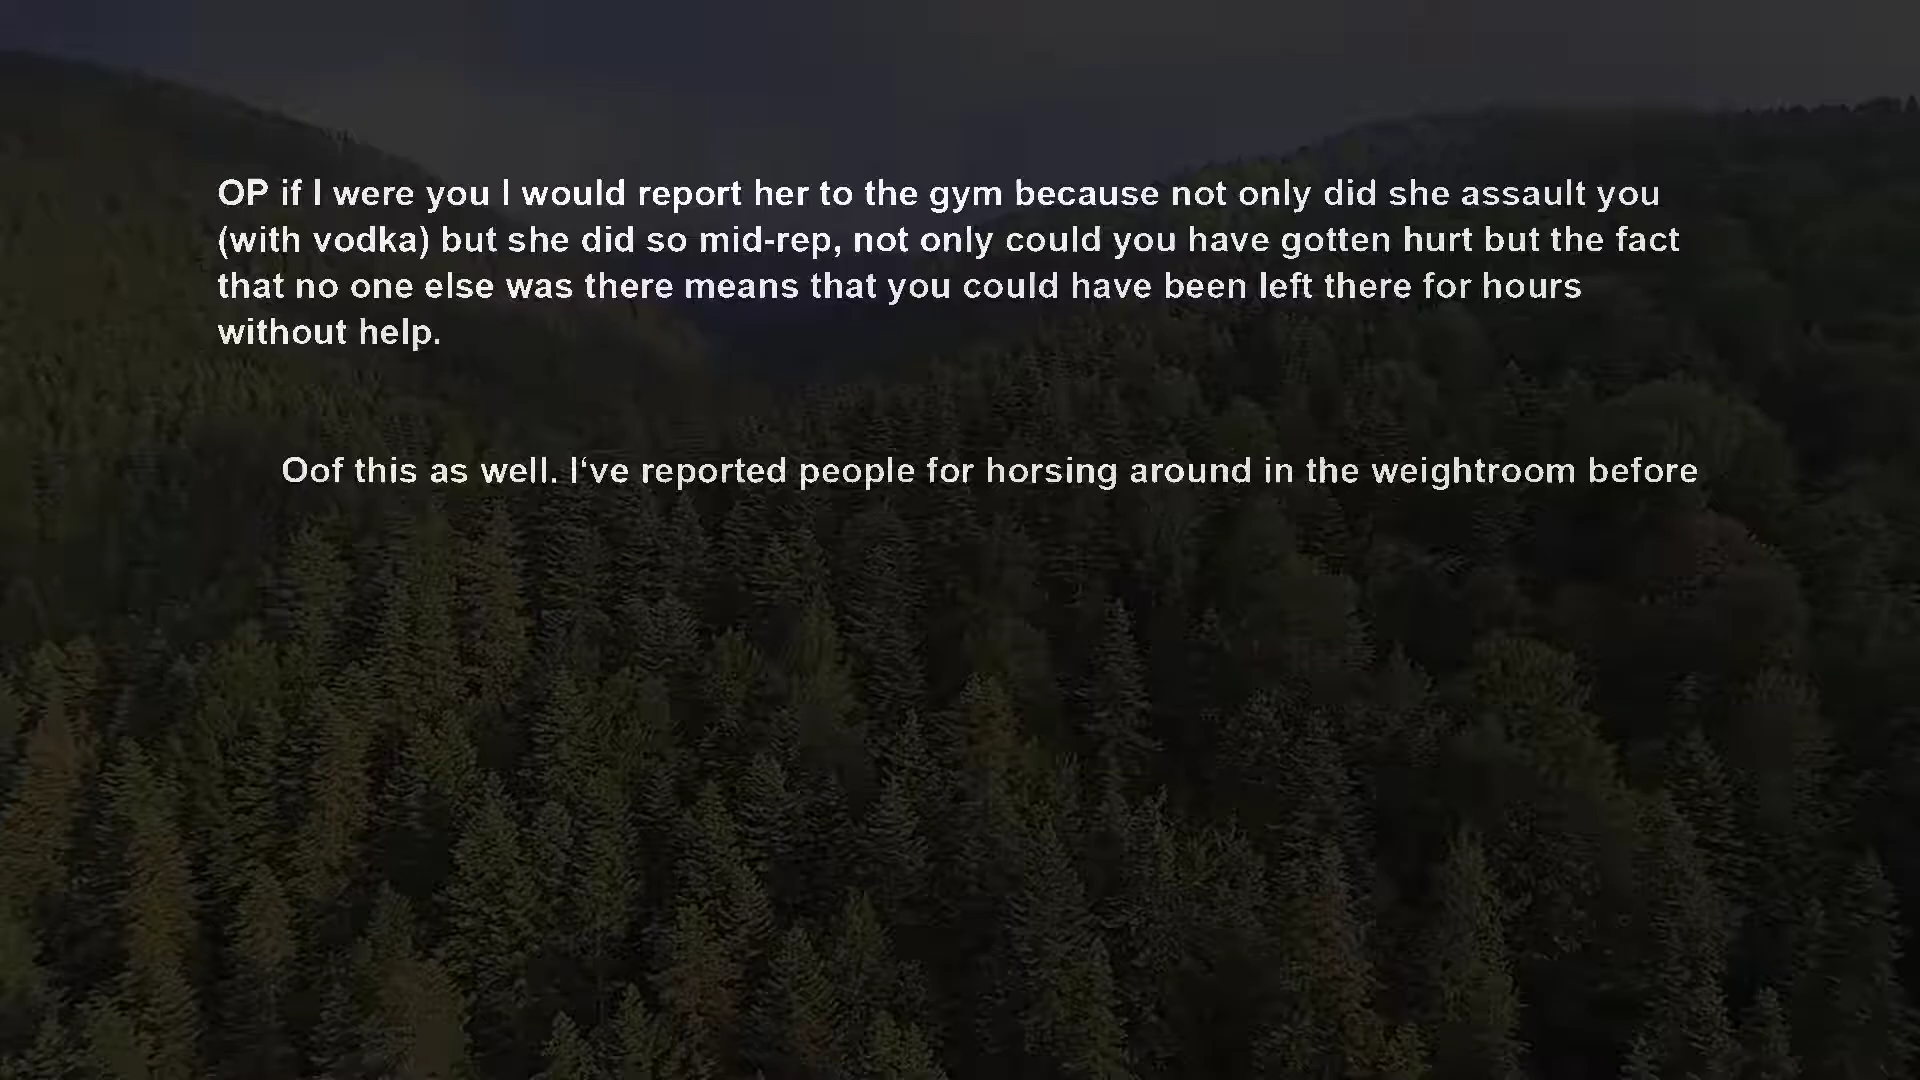 OP if I were you I would report her to the gym because not only did she assault you
(with vodka) but she did so mid-rep, not only could you have gotten hurt but the fact
that no one else was there means that you could have been left there for hours
without help.
Oof this as well. I‘ve reported people for horsing around in the weightroom before